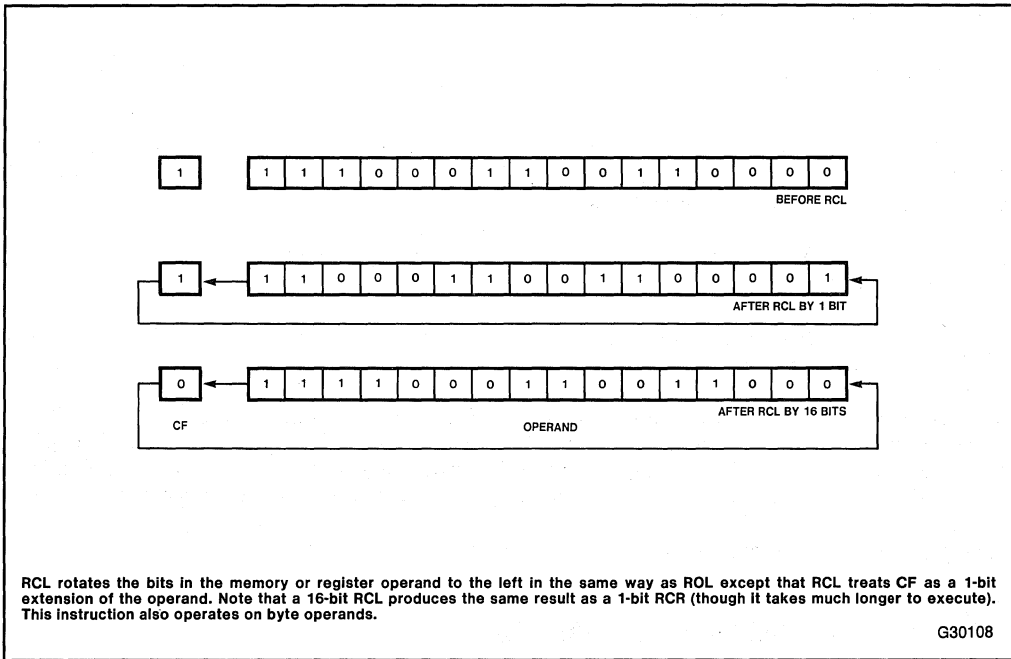 1 1 1 1 0 0 0 1 1 0 0 1 1 0 0 0 0
BEFORE RCL
1 1 1 0 0 0 1 1 0 0 1 1 0 0 0 0 1
AFTER RCL BY 1 BIT
0 1 1 1 1 0 0 0 1 1 0 0 1 1 0 0 0
AFTER RCL BY 16 BITS
CF OPERAND
RCL rotates the bits in the memory or register operand to the left in the same way as ROL except that RCL treats CF as a 1-bit
extension of the operand. Note that a 16-bit RCL produces the same result as a 1-bit RCR (though it takes much longer to execute).
This instruction also operates on byte operands.
G30108